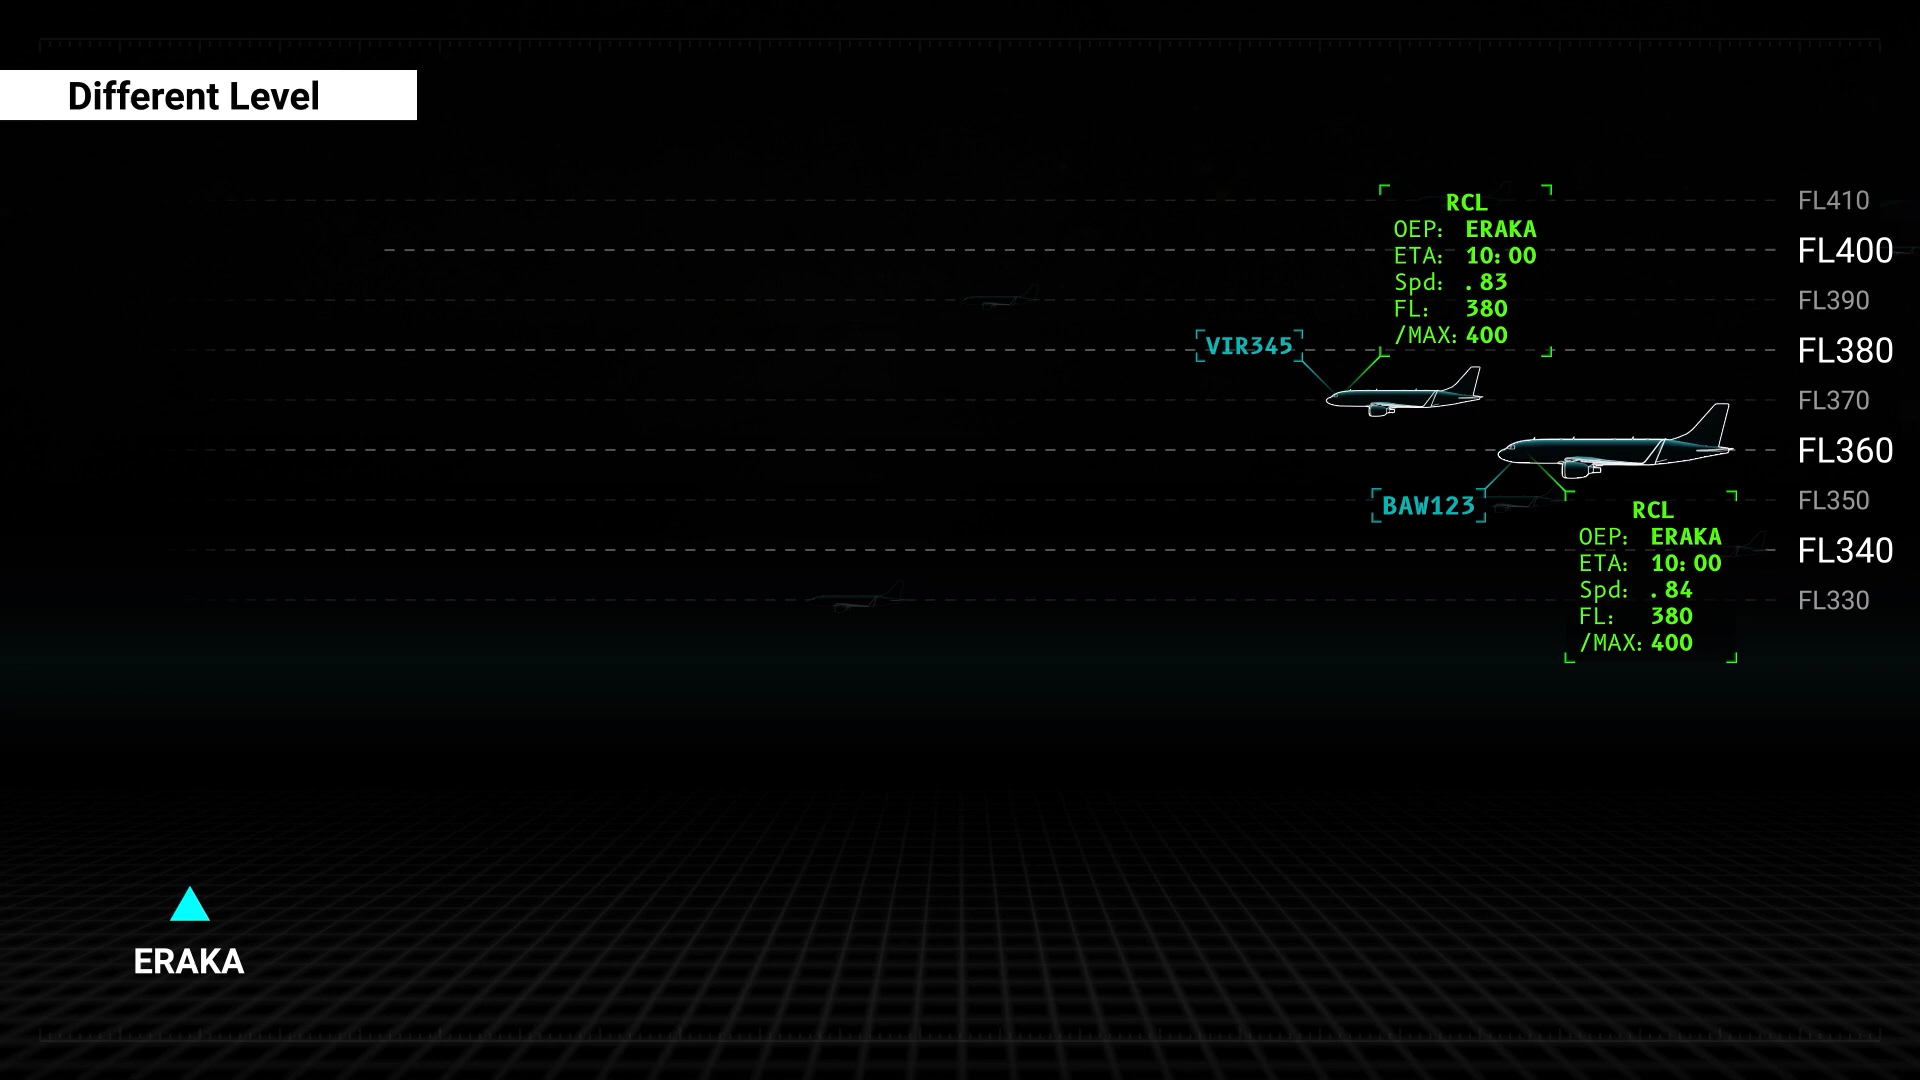 Different Level
FL410
FL400
FL390
FL380
FL370
FL360
FL350
FL340
FL330
RCL
OEP: ERAKA
ETA: 10:00
Spd: .83
FL: 380
/MAX: 400
VIR345
BAW123
RCL
OEP: ERAKA
ETA: 10:00
Spd: .84
FL: 380
/MAX: 400
ERAKA